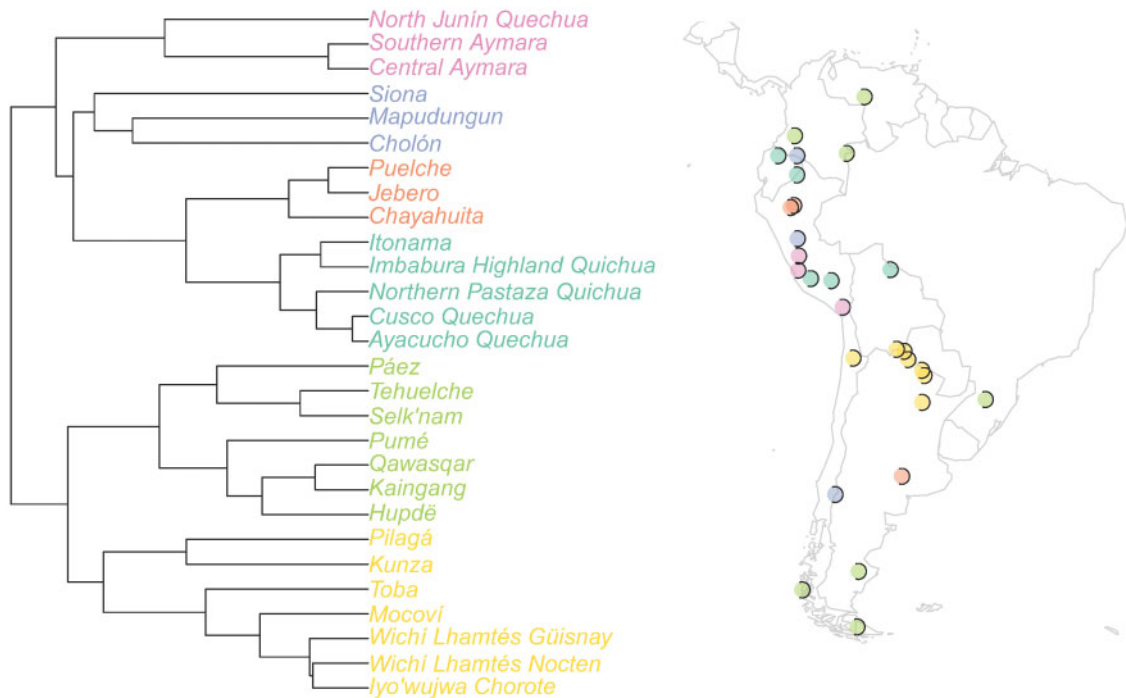 North Junín Quechua
Southern Aymara
Central Aymara
Siona
Mapudungun
Cholón
Puelche
Jebero
Chayahuita
Itonama
Imbabura Highland Quichua
Northern Pastaza Quichua
Cusco Quechua
Ayacucho Quechua
Páez
Tehuelche
Selk'nam
Pumé
Qawasqar
Kaingang
Hupdë
Pilagá
Kunza
Toba
Mocoví
Wichí Lhamtés Güisnay
Wichí Lhamtés Nocten
Iyo'wujwa Chorote